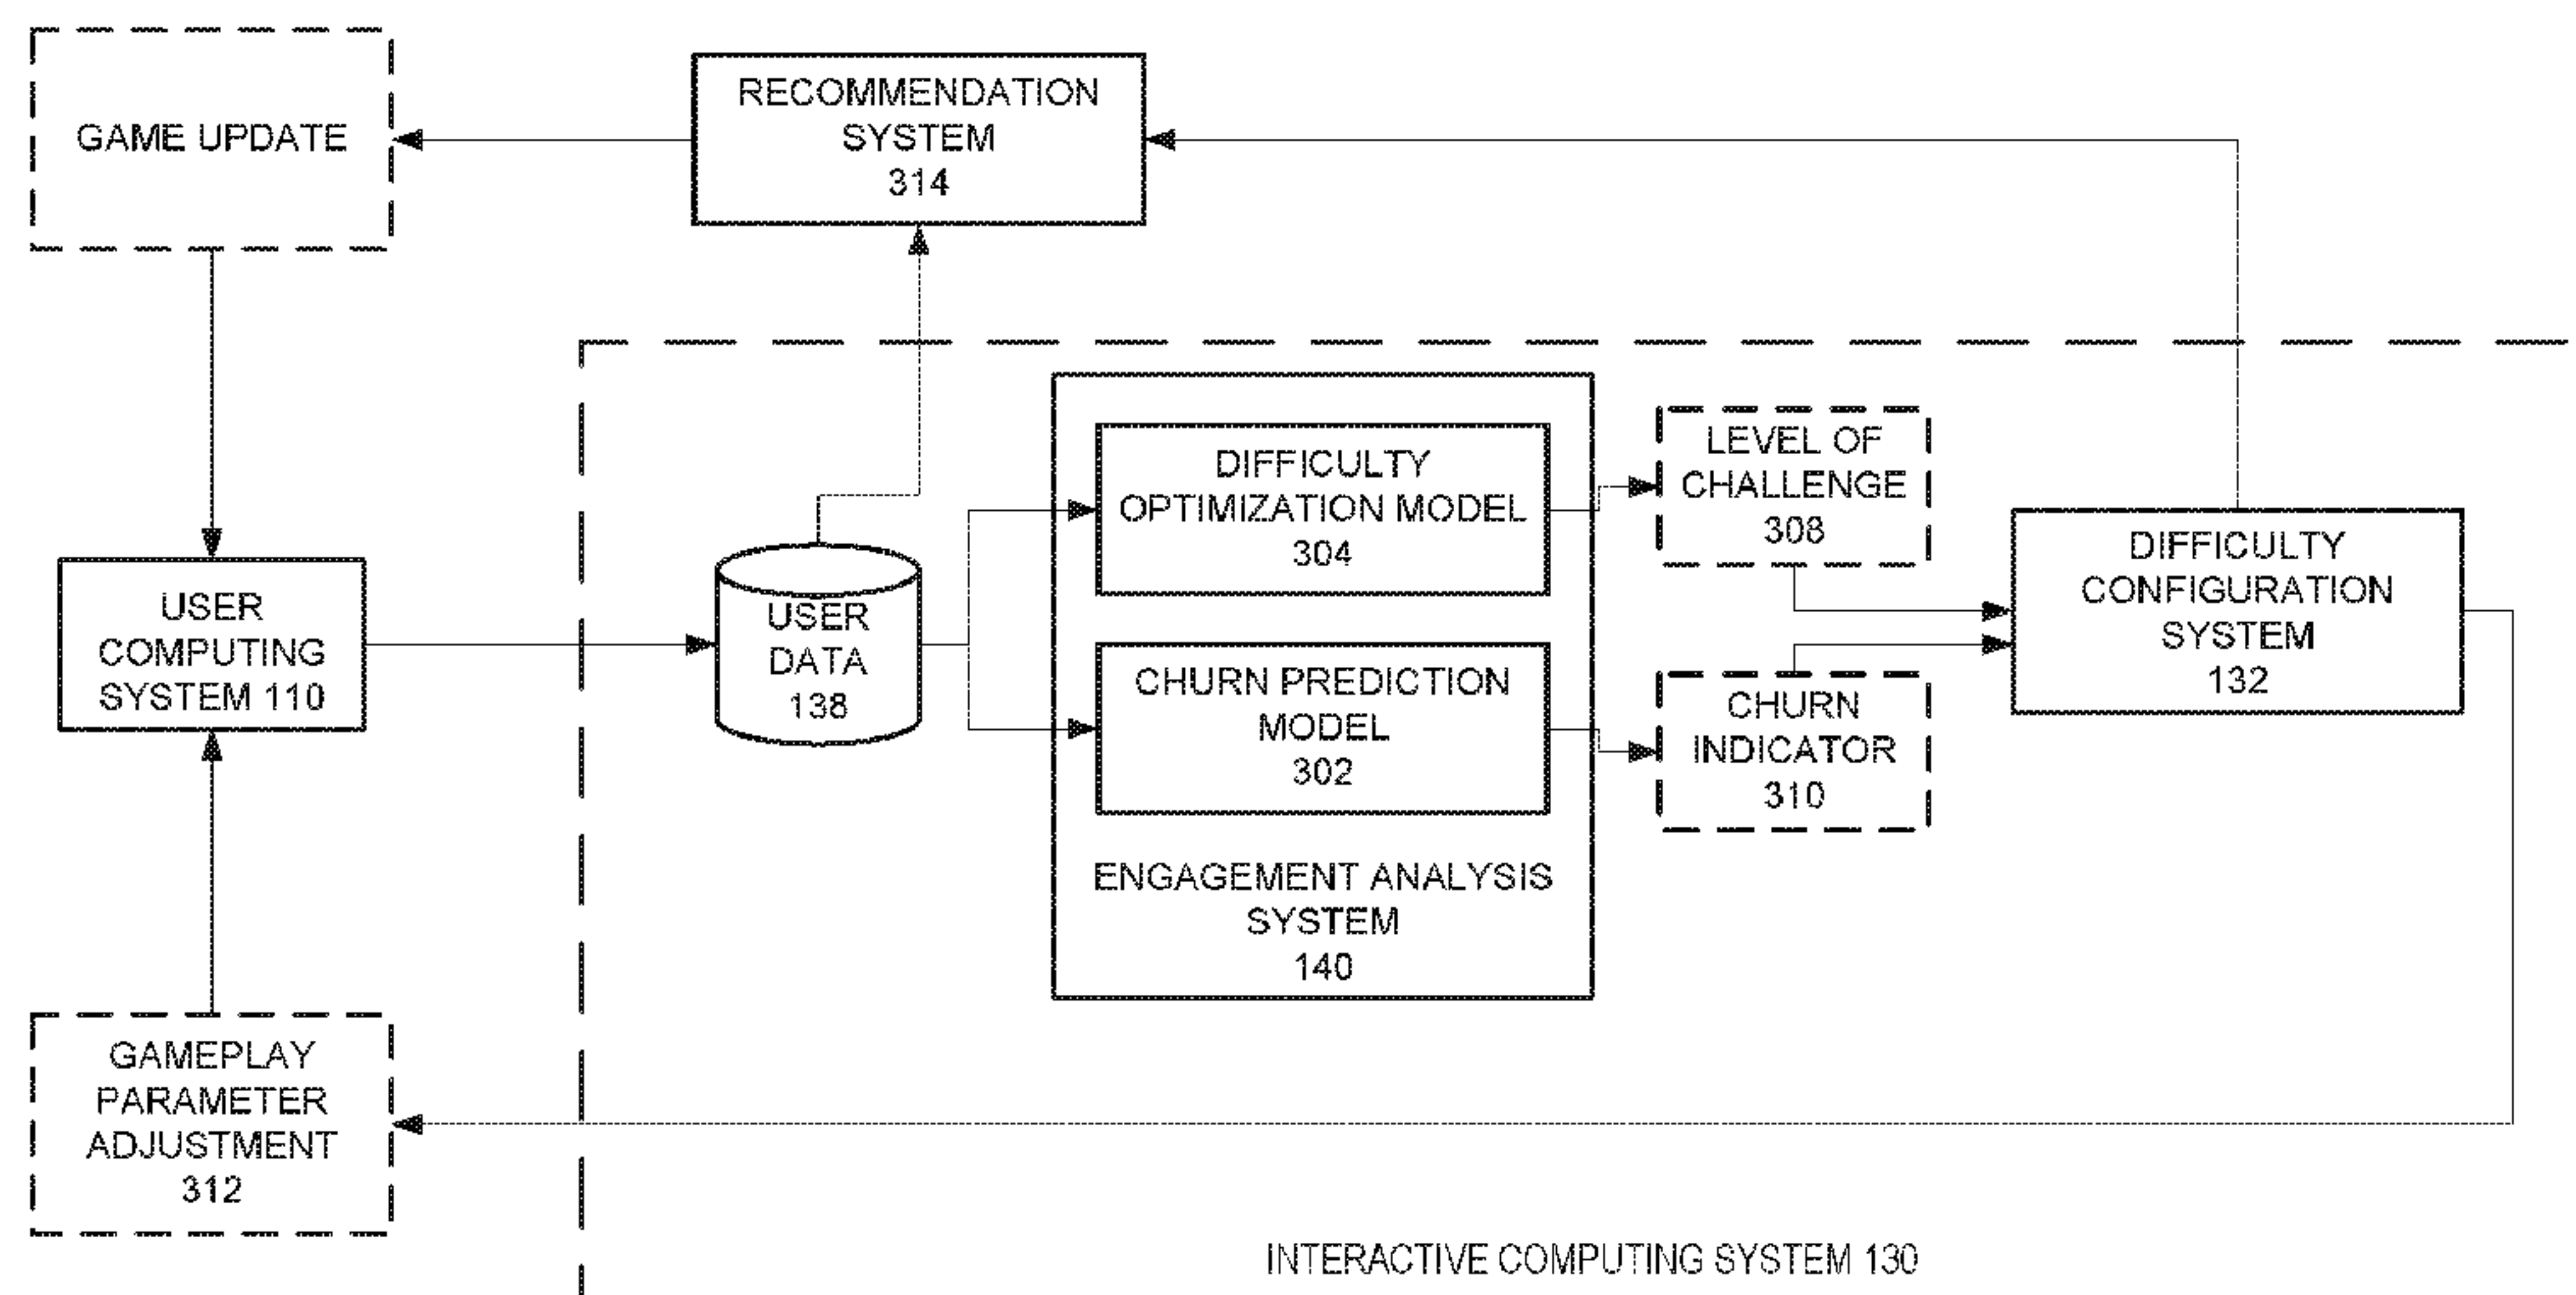 GAME UPDATE
RECOMMENDATION
SYSTEM
314
USER
COMPUTING
SYSTEM 110
USER
DATA
138
DIFFICULTY
OPTIMIZATION MODEL
304
CHURN PREDICTION
MODEL
302
ENGAGEMENT ANALYSIS
SYSTEM
140
LEVEL OF
CHALLENGE
308
CHURN
INDICATOR
310
DIFFICULTY
CONFIGURATION
SYSTEM
132
GAMEPLAY
PARAMETER
ADJUSTMENT
312
INTERACTIVE COMPUTING SYSTEM 130